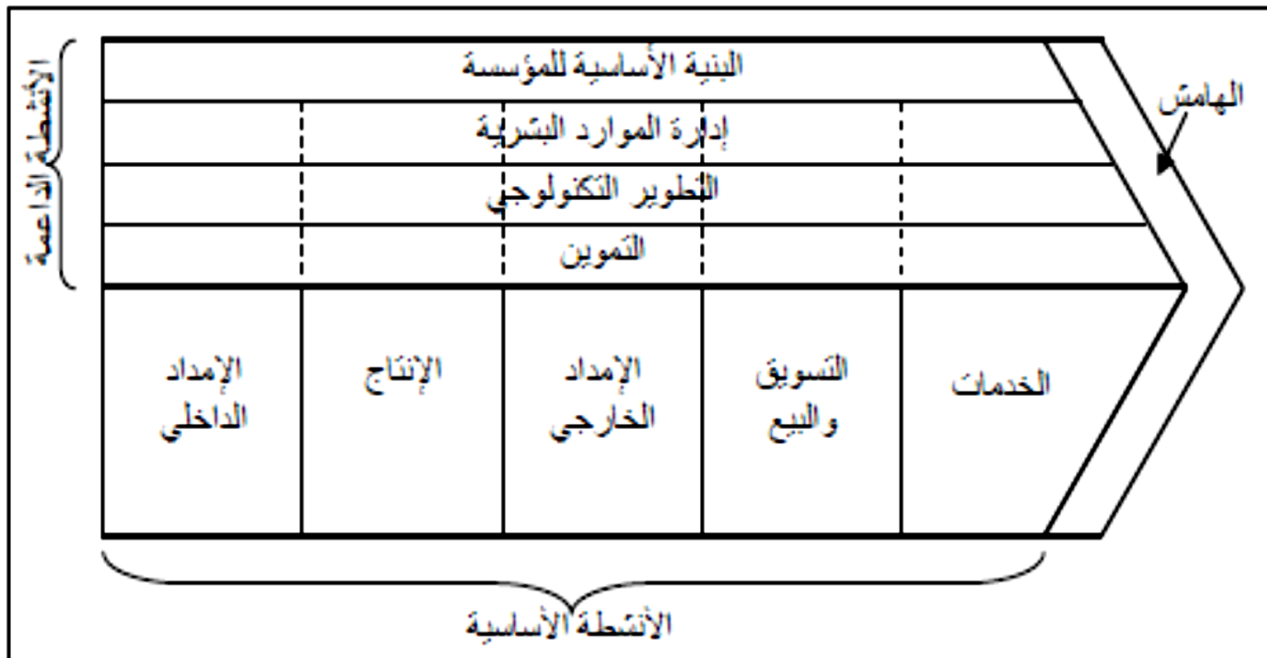 البنية الأساسية للمؤسسة
إدارة الموارد البشرية
التطوير التكنولوجي
التموين
الأنشطة الداعمة
الهامش
الإمداد
الداخلي
الإنتاج
الإمداد
الخارجي
التسويق
والبيع
الخدمات
الأنشطة الأساسية